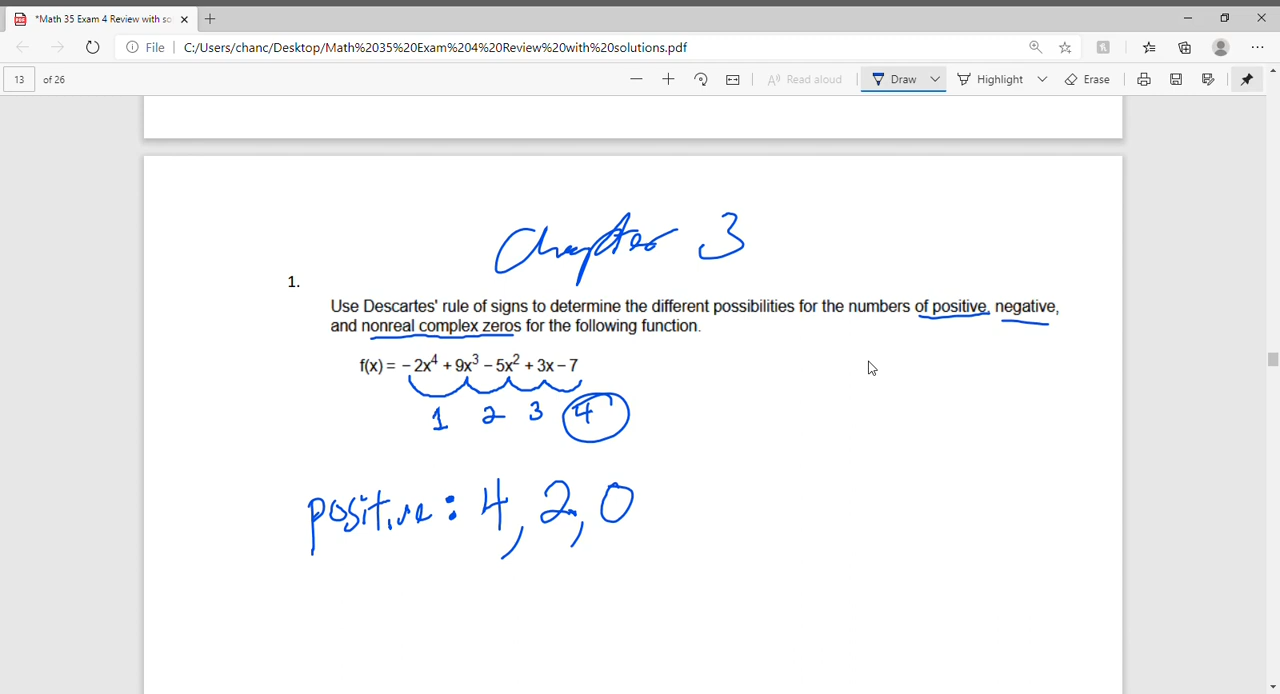 *Math 35 Exam 4 Review with so
File C:/Users/chanc/Desktop/Math%2035%20Exam%204%20Review%20with%20solutions.pdf
13 of 26 Read aloud Draw Highlight Erase
Chapter 3
1.
Use Descartes' rule of signs to determine the different possibilities for the numbers of positive, negative,
and nonreal complex zeros for the following function.
f(x) = − 2x⁴ + 9x³ − 5x² + 3x − 7
1 2 3 4
positive: 4, 2, 0